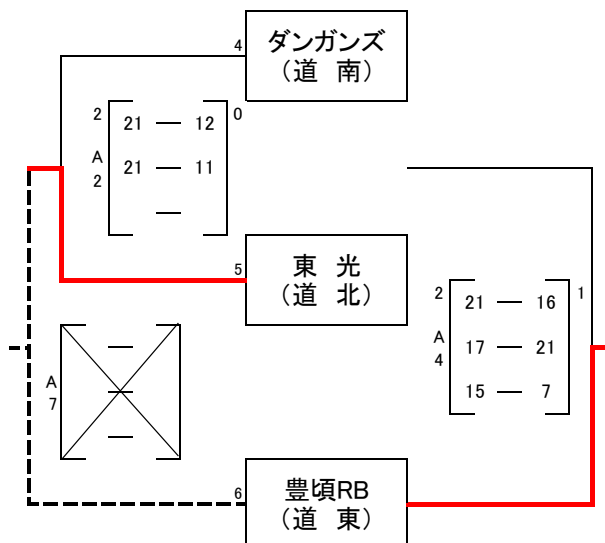 4
ダンガンズ
(道 南)
2 21 — 12 0
A 21 — 11
2
—
5
東 光
(道 北)
2 21 — 16 1
A 17 — 21
4
15 — 7
—
A —
7
—
6
豊頃RB
(道 東)